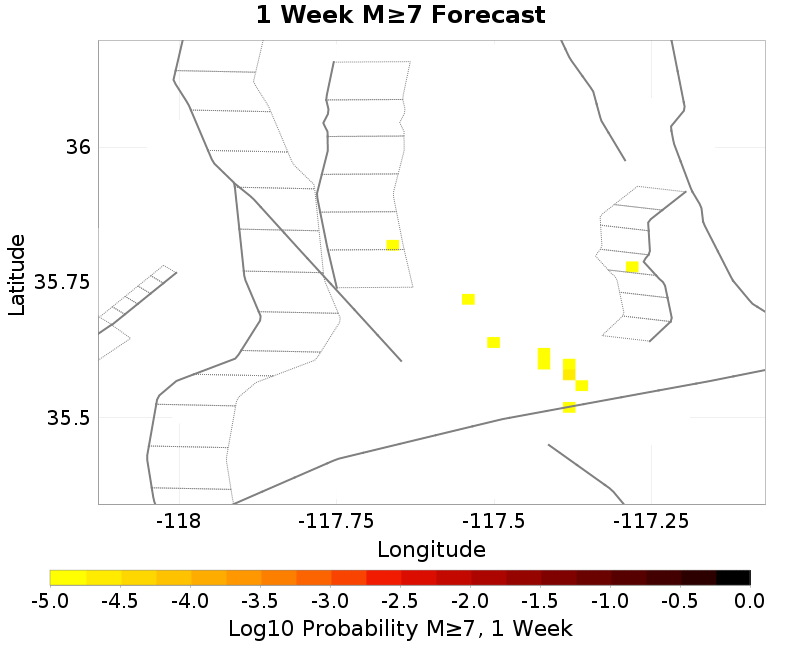 1 Week M≥7 Forecast
36
35.75
35.5
Latitude
-118 -117.75 -117.5 -117.25
Longitude
-5.0 -4.5 -4.0 -3.5 -3.0 -2.5 -2.0 -1.5 -1.0 -0.5 0.0
Log10 Probability M≥7, 1 Week